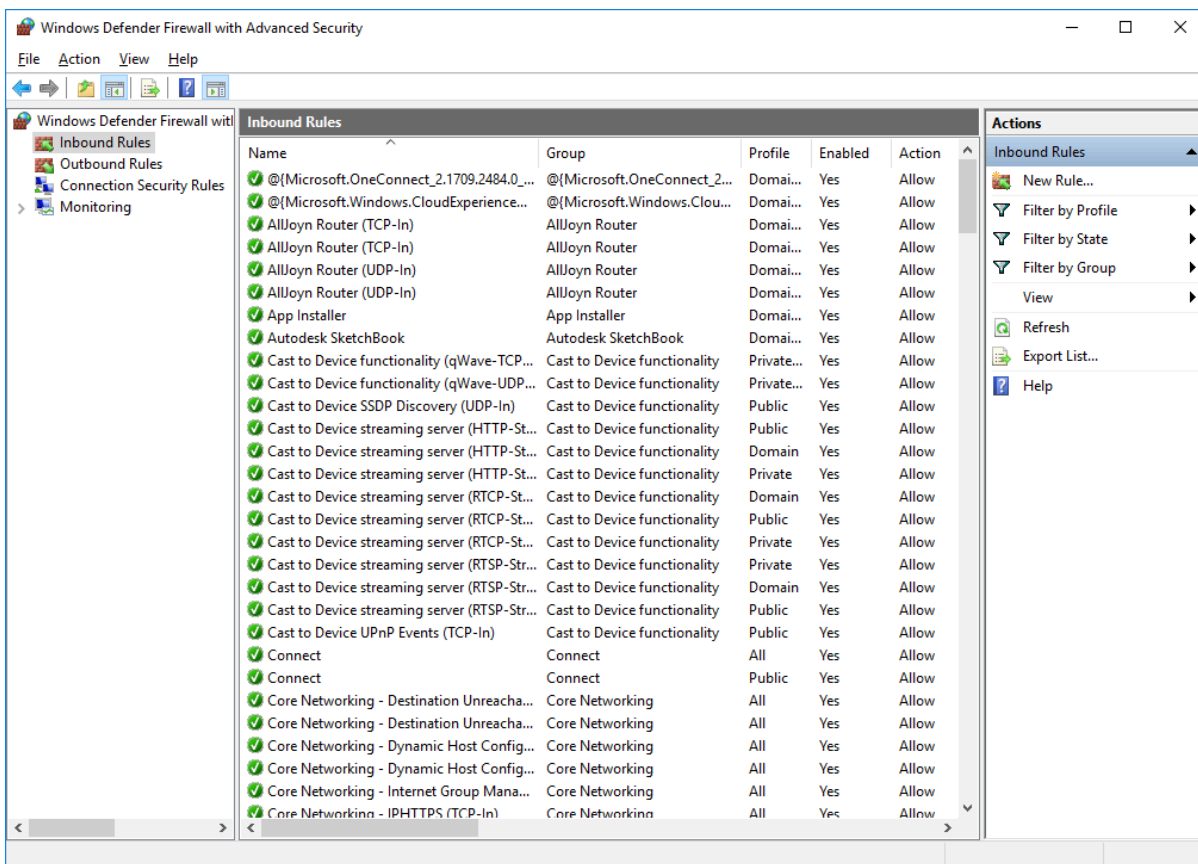 Windows Defender Firewall with Advanced Security
File Action View Help
Windows Defender Firewall witl
Inbound Rules
Outbound Rules
Connection Security Rules
Monitoring
Inbound Rules
Name Group Profile Enabled Action
@{Microsoft.OneConnect_2.1709.2484.0_... @{Microsoft.OneConnect_2... Domai... Yes Allow
@{Microsoft.Windows.CloudExperience... @{Microsoft.Windows.Clou... Domai... Yes Allow
AllJoyn Router (TCP-In) AllJoyn Router Domai... Yes Allow
AllJoyn Router (TCP-In) AllJoyn Router Domai... Yes Allow
AllJoyn Router (UDP-In) AllJoyn Router Domai... Yes Allow
AllJoyn Router (UDP-In) AllJoyn Router Domai... Yes Allow
App Installer App Installer Domai... Yes Allow
Autodesk SketchBook Autodesk SketchBook Domai... Yes Allow
Cast to Device functionality (qWave-TCP... Cast to Device functionality Private... Yes Allow
Cast to Device functionality (qWave-UDP... Cast to Device functionality Private... Yes Allow
Cast to Device SSDP Discovery (UDP-In) Cast to Device functionality Public Yes Allow
Cast to Device streaming server (HTTP-St... Cast to Device functionality Public Yes Allow
Cast to Device streaming server (HTTP-St... Cast to Device functionality Domain Yes Allow
Cast to Device streaming server (HTTP-St... Cast to Device functionality Private Yes Allow
Cast to Device streaming server (RTCP-St... Cast to Device functionality Domain Yes Allow
Cast to Device streaming server (RTCP-St... Cast to Device functionality Public Yes Allow
Cast to Device streaming server (RTCP-St... Cast to Device functionality Private Yes Allow
Cast to Device streaming server (RTSP-Str... Cast to Device functionality Private Yes Allow
Cast to Device streaming server (RTSP-Str... Cast to Device functionality Domain Yes Allow
Cast to Device streaming server (RTSP-Str... Cast to Device functionality Public Yes Allow
Cast to Device UPnP Events (TCP-In) Cast to Device functionality Public Yes Allow
Connect Connect All Yes Allow
Connect Connect Public Yes Allow
Core Networking - Destination Unreacha... Core Networking All Yes Allow
Core Networking - Destination Unreacha... Core Networking All Yes Allow
Core Networking - Dynamic Host Config... Core Networking All Yes Allow
Core Networking - Dynamic Host Config... Core Networking All Yes Allow
Core Networking - Internet Group Mana... Core Networking All Yes Allow
Core Networking - IPHTTPS (TCP-In) Core Networking All Yes Allow
Actions
Inbound Rules
New Rule...
Filter by Profile
Filter by State
Filter by Group
View
Refresh
Export List...
Help